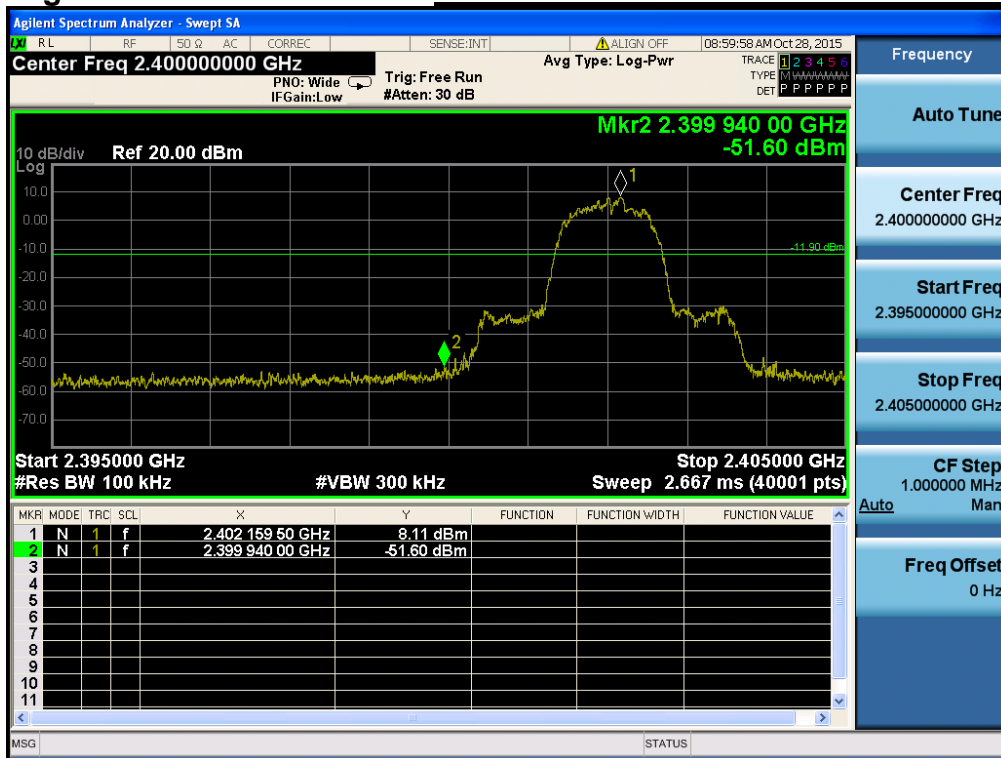 Agilent Spectrum Analyzer - Swept SA
LXI RL RF 50 Ω AC CORREC SENSE:INT ALIGN OFF 08:59:58 AM Oct 28, 2015
Center Freq 2.400000000 GHz
PNO: Wide
IFGain:Low
Trig: Free Run
#Atten: 30 dB
Avg Type: Log-Pwr
TRACE 1 2 3 4 5 6
TYPE M WWWWW
DET P P P P P P
Mkr2 2.399 940 00 GHz
-51.60 dBm
10 dB/div Ref 20.00 dBm
Log
10.0
0.00
-10.0
-20.0
-30.0
-40.0
-50.0
-60.0
-70.0
1
-11.90 dBm
2
Start 2.395000 GHz Stop 2.405000 GHz
#Res BW 100 kHz #VBW 300 kHz Sweep 2.667 ms (40001 pts)
MKR MODE TRC SCL X Y FUNCTION FUNCTION WIDTH FUNCTION VALUE
1 N 1 f 2.402 159 50 GHz 8.11 dBm
2 N 1 f 2.399 940 00 GHz -51.60 dBm
3
4
5
6
7
8
9
10
11
MSG STATUS
Frequency
Auto Tune
Center Freq
2.400000000 GHz
Start Freq
2.395000000 GHz
Stop Freq
2.405000000 GHz
CF Step
1.000000 MHz
Auto Man
Freq Offset
0 Hz